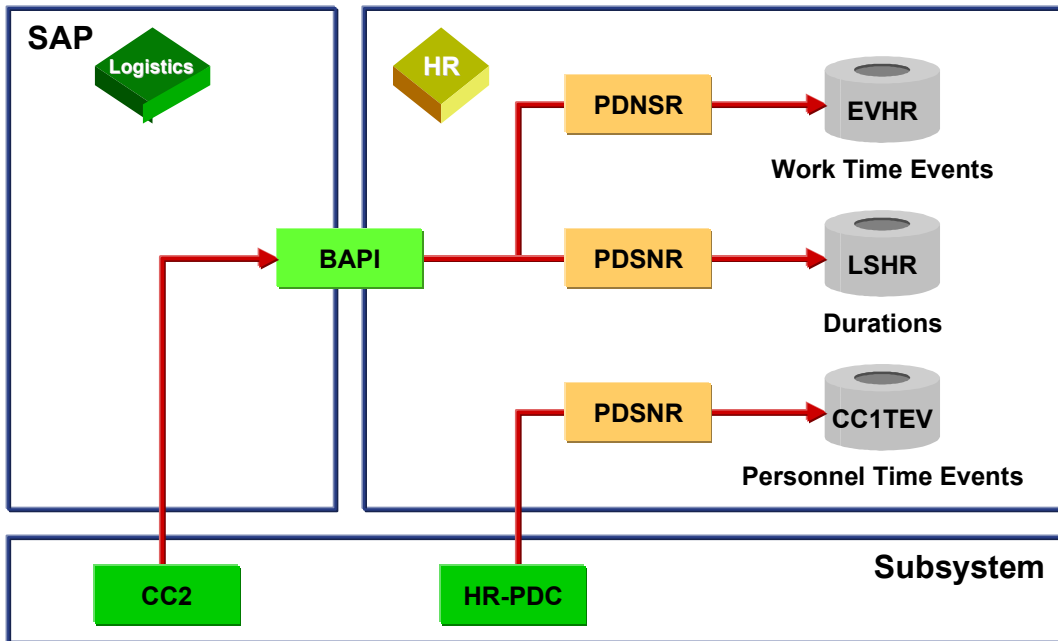 SAP
Logistics
HR
PDNSR
EVHR
Work Time Events
BAPI
PDSNR
LSHR
Durations
PDSNR
CC1TEV
Personnel Time Events
Subsystem
CC2
HR-PDC